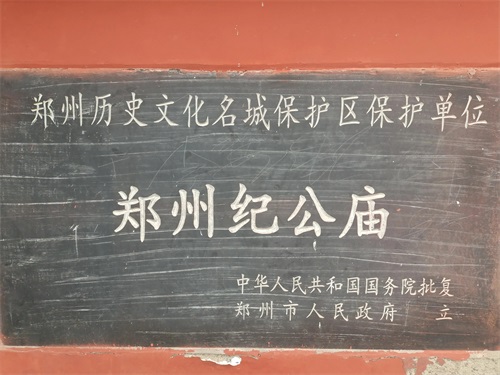 郑州历史文化名城保护区保护单位
郑州纪公庙
中华人民共和国国务院批复
郑州市人民政府 立